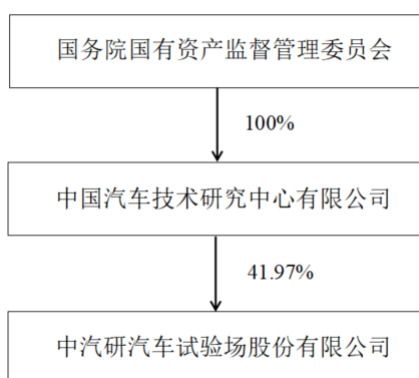 国务院国有资产监督管理委员会
100%
中国汽车技术研究中心有限公司
41.97%
中汽研汽车试验场股份有限公司